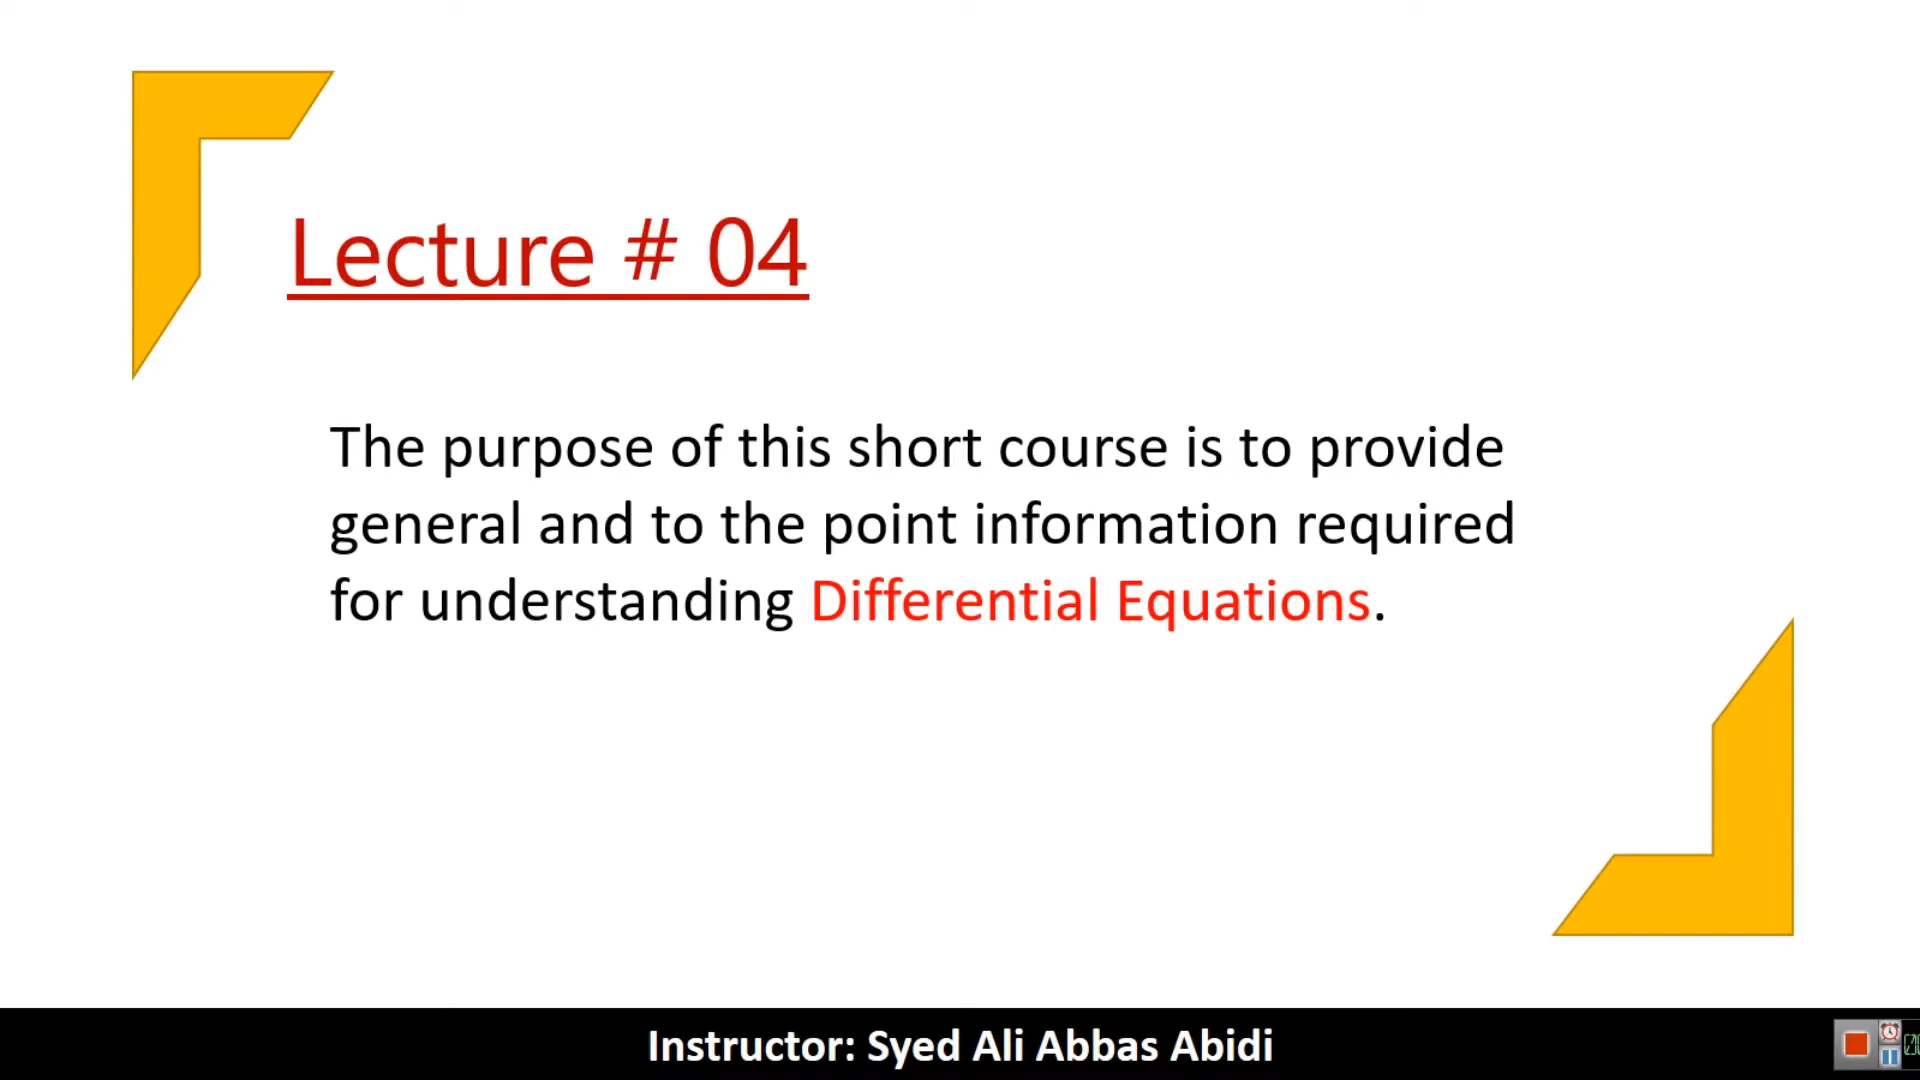 Lecture # 04
The purpose of this short course is to provide
general and to the point information required
for understanding Differential Equations.
Instructor: Syed Ali Abbas Abidi